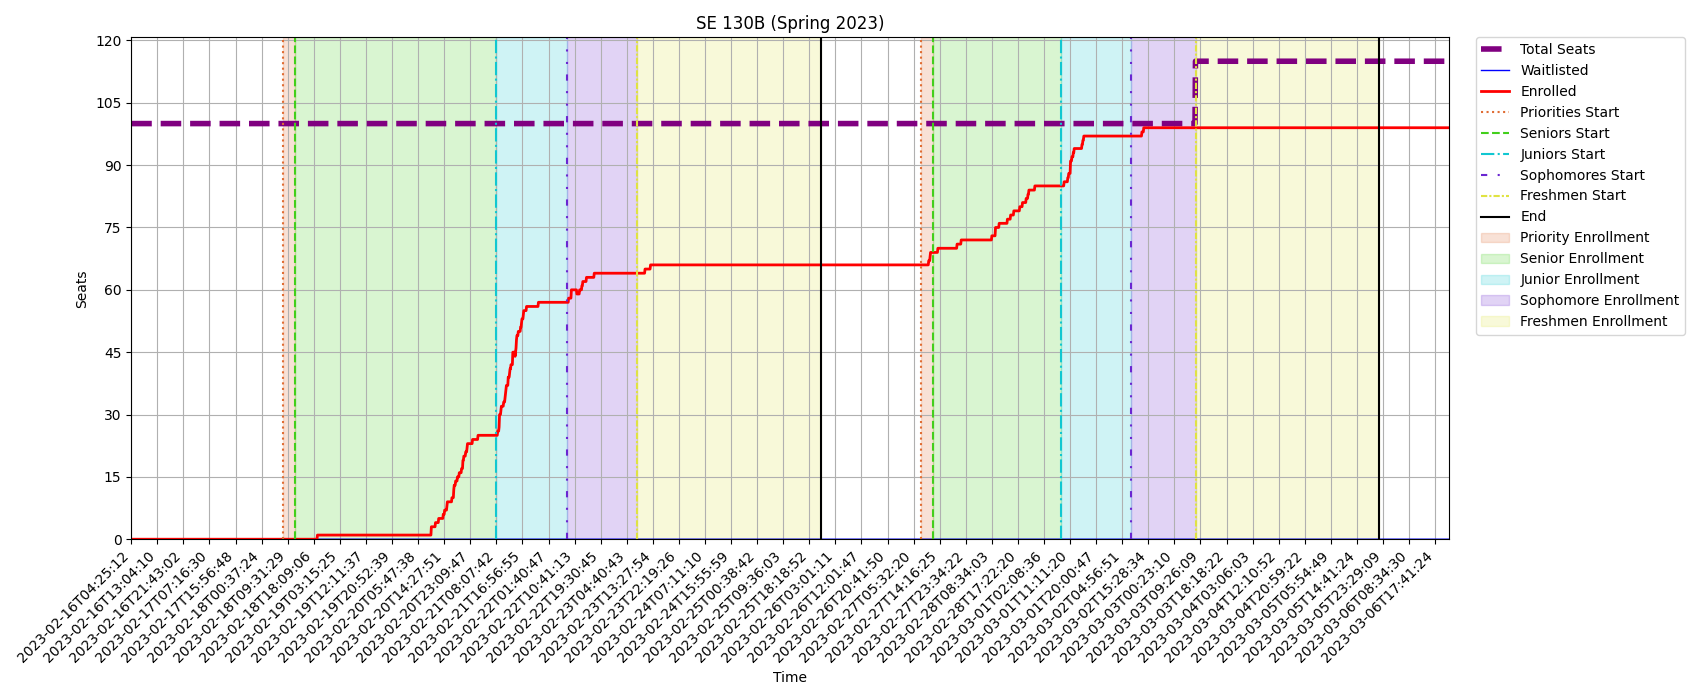 SE 130B (Spring 2023)
120
105
90
75
60
45
30
15
0
Seats
2023-02-16T04:25:12
2023-02-16T13:04:10
2023-02-16T21:43:02
2023-02-17T07:16:30
2023-02-17T15:56:48
2023-02-18T00:37:24
2023-02-18T09:31:29
2023-02-18T18:09:06
2023-02-19T03:15:25
2023-02-19T12:11:37
2023-02-19T20:52:39
2023-02-20T05:47:38
2023-02-20T14:27:51
2023-02-20T23:09:47
2023-02-21T08:07:42
2023-02-21T16:56:55
2023-02-22T01:40:47
2023-02-22T10:41:13
2023-02-22T19:30:45
2023-02-23T04:40:43
2023-02-23T13:27:54
2023-02-23T22:19:26
2023-02-24T07:11:10
2023-02-24T15:55:59
2023-02-25T00:38:42
2023-02-25T09:36:03
2023-02-25T18:18:52
2023-02-26T03:01:11
2023-02-26T12:01:47
2023-02-26T20:41:50
2023-02-27T05:32:20
2023-02-27T14:16:25
2023-02-27T23:34:22
2023-02-28T08:34:03
2023-02-28T17:22:20
2023-03-01T02:08:36
2023-03-01T11:11:20
2023-03-01T20:00:47
2023-03-02T04:56:51
2023-03-02T15:28:34
2023-03-03T00:23:10
2023-03-03T09:26:09
2023-03-03T18:18:22
2023-03-04T03:06:03
2023-03-04T12:10:52
2023-03-04T20:59:22
2023-03-05T05:54:49
2023-03-05T14:41:24
2023-03-05T23:29:09
2023-03-06T08:34:30
2023-03-06T17:41:24
Time
Total Seats
Waitlisted
Enrolled
Priorities Start
Seniors Start
Juniors Start
Sophomores Start
Freshmen Start
End
Priority Enrollment
Senior Enrollment
Junior Enrollment
Sophomore Enrollment
Freshmen Enrollment